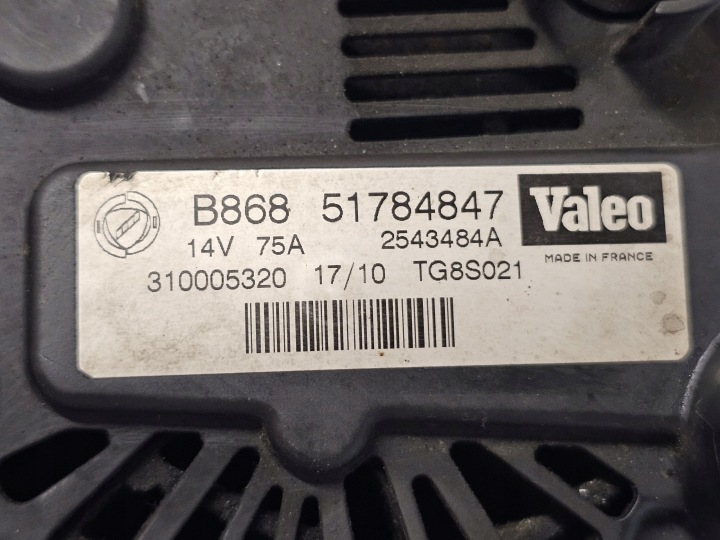 B868 51784847
Valeo
14V 75A 2543484A
MADE IN FRANCE
310005320 17/10 TG8S021